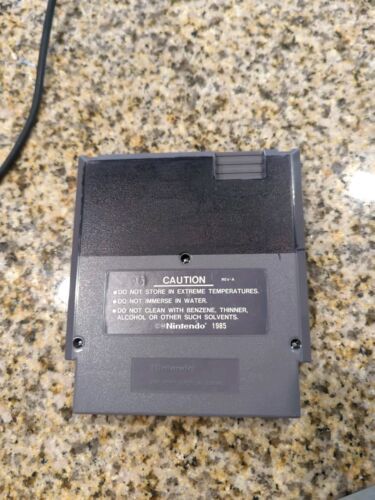 CAUTION REV-A
●DO NOT STORE IN EXTREME TEMPERATURES.
●DO NOT IMMERSE IN WATER.
●DO NOT CLEAN WITH BENZENE, THINNER,
ALCOHOL OR OTHER SUCH SOLVENTS.
©®Nintendo® 1985
Nintendo